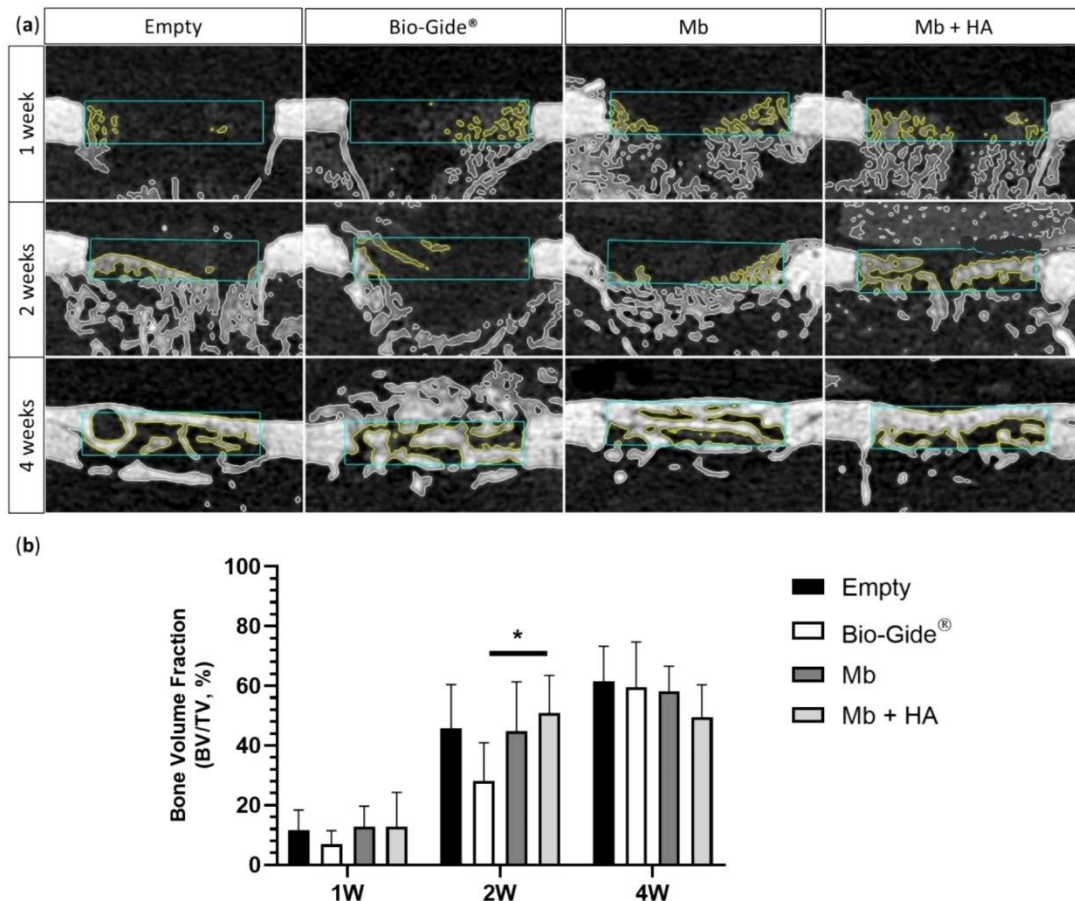 (a)
Empty
Bio-Gide®
Mb
Mb + HA
1 week
2 weeks
4 weeks
(b)
Bone Volume Fraction
(BV/TV, %)
100
80
60
40
20
0
*
1W
2W
4W
Empty
Bio-Gide®
Mb
Mb + HA